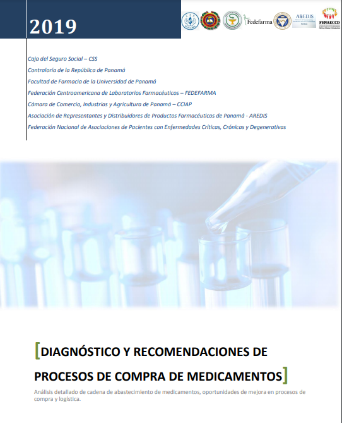 2019
Fedefarma
AREDIS
Caja del Seguro Social – CSS
Contraloría de la República de Panamá
Facultad de Farmacia de la Universidad de Panamá
Federación Centroamericana de Laboratorios Farmacéuticos – FEDEFARMA
Cámara de Comercio, Industrias y Agricultura de Panamá – CCIAP
Asociación de Representantes y Distribuidores de Productos Farmacéuticos de Panamá - AREDIS
Federación Nacional de Asociaciones de Pacientes con Enfermedades Críticas, Crónicas y Degenerativas
[DIAGNÓSTICO Y RECOMENDACIONES DE
PROCESOS DE COMPRA DE MEDICAMENTOS]
Análisis detallado de cadena de abastecimiento de medicamentos, oportunidades de mejora en procesos de
compra y logística.